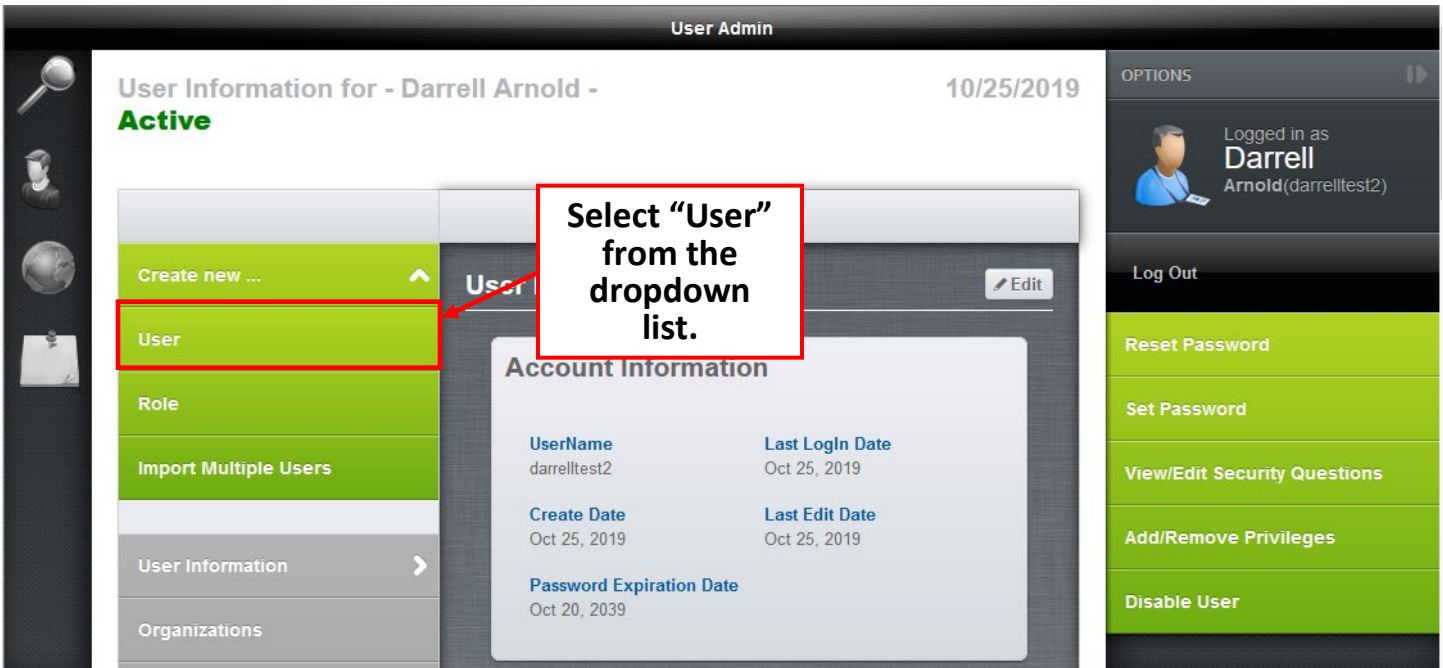 User Admin
User Information for - Darrell Arnold -
Active
10/25/2019
Create new ...
User
Role
Import Multiple Users
User Information
Organizations
Select “User”
from the
dropdown
list.
Edit
Account Information
UserName
darrelltest2
Last LogIn Date
Oct 25, 2019
Create Date
Oct 25, 2019
Last Edit Date
Oct 25, 2019
Password Expiration Date
Oct 20, 2039
OPTIONS
Logged in as
Darrell
Arnold(darrelltest2)
Log Out
Reset Password
Set Password
View/Edit Security Questions
Add/Remove Privileges
Disable User